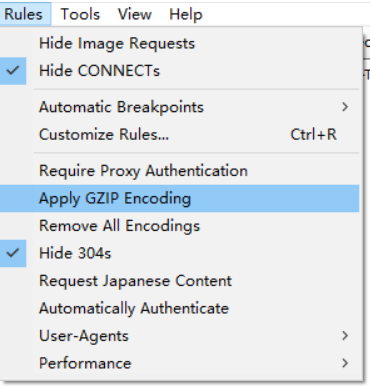 Rules Tools View Help
Hide Image Requests
Hide CONNECTs
Automatic Breakpoints
Customize Rules... Ctrl+R
Require Proxy Authentication
Apply GZIP Encoding
Remove All Encodings
Hide 304s
Request Japanese Content
Automatically Authenticate
User-Agents
Performance